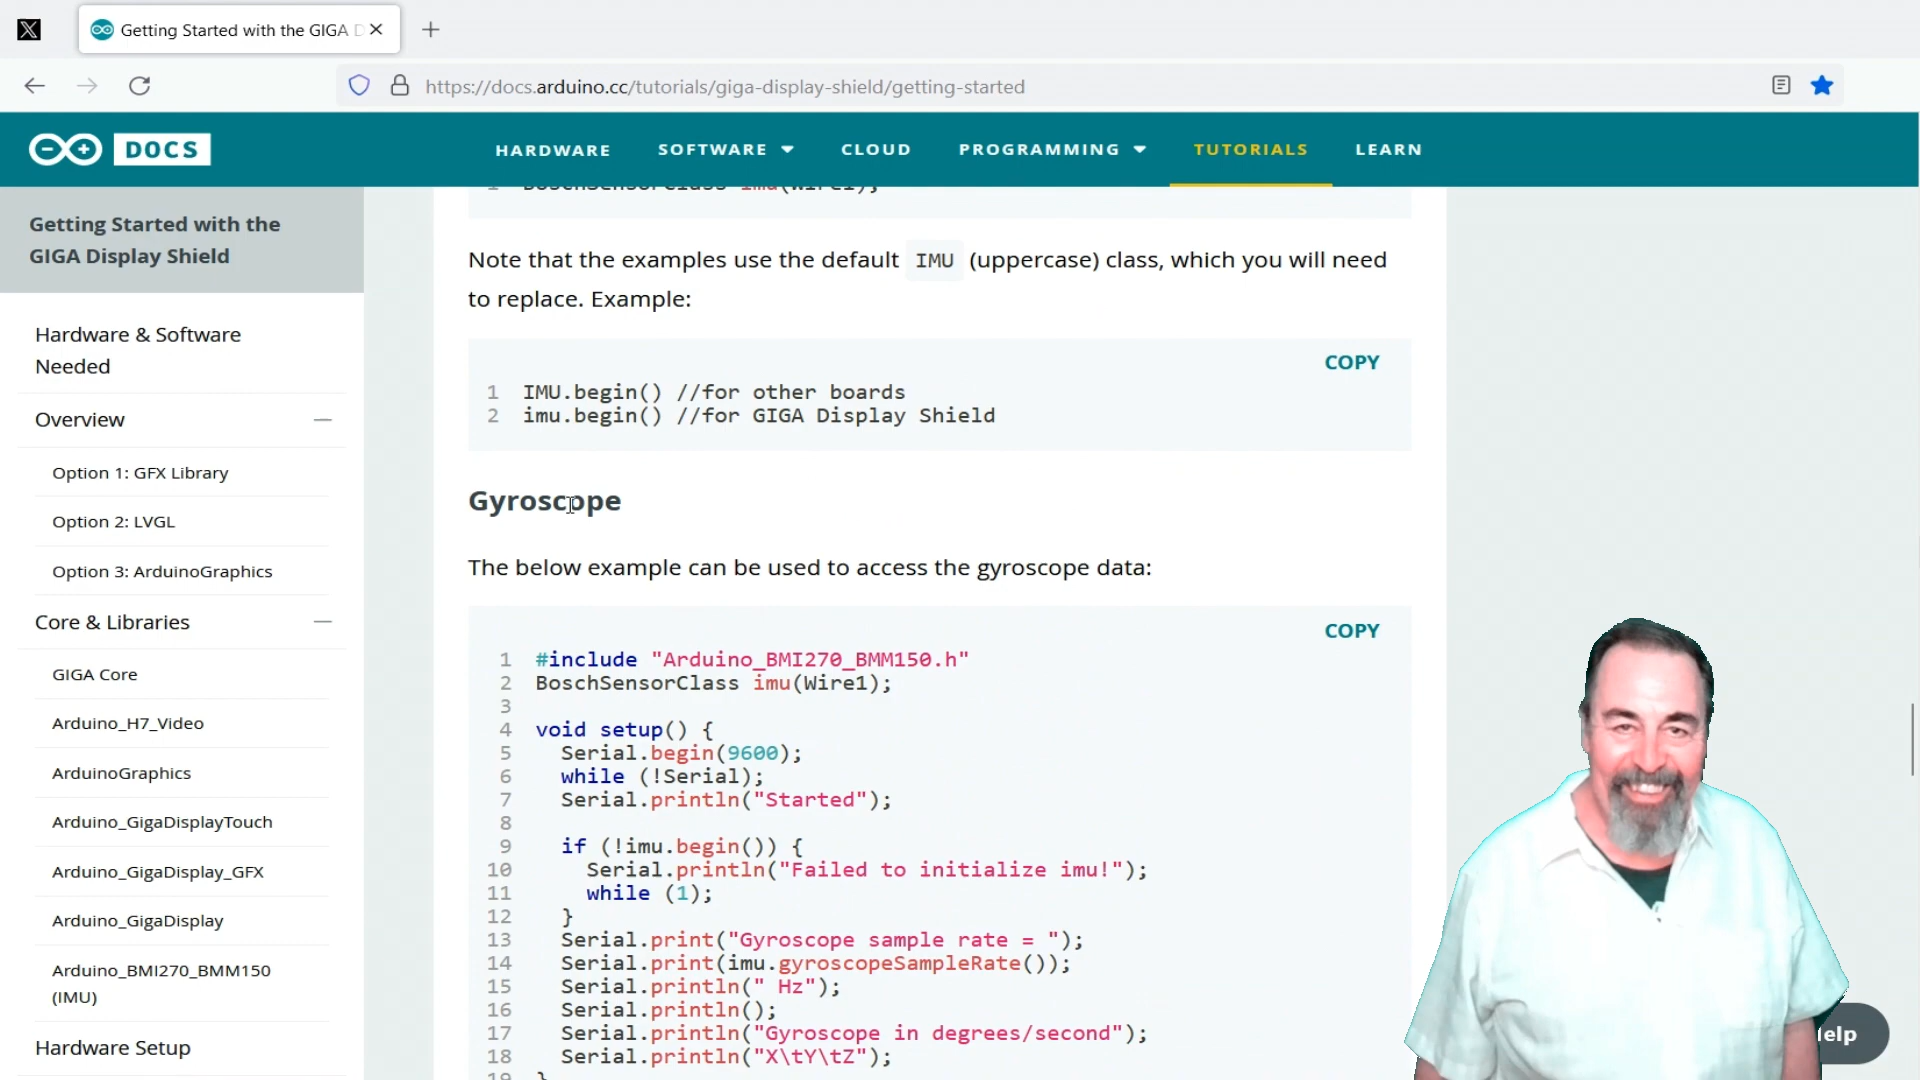 Getting Started with the GIGA D
https://docs.arduino.cc/tutorials/giga-display-shield/getting-started
DOCS
HARDWARE
SOFTWARE
CLOUD
PROGRAMMING
TUTORIALS
LEARN
Getting Started with the
GIGA Display Shield
Hardware & Software
Needed
Overview
Option 1: GFX Library
Option 2: LVGL
Option 3: ArduinoGraphics
Core & Libraries
GIGA Core
Arduino_H7_Video
ArduinoGraphics
Arduino_GigaDisplayTouch
Arduino_GigaDisplay_GFX
Arduino_GigaDisplay
Arduino_BMI270_BMM150
(IMU)
Hardware Setup
1 BoschSensorClass imu(Wire1);
Note that the examples use the default IMU (uppercase) class, which you will need
to replace. Example:
COPY
1 IMU.begin() //for other boards
2 imu.begin() //for GIGA Display Shield
Gyroscope
The below example can be used to access the gyroscope data:
COPY
1 #include "Arduino_BMI270_BMM150.h"
2 BoschSensorClass imu(Wire1);
3
4 void setup() {
5 Serial.begin(9600);
6 while (!Serial);
7 Serial.println("Started");
8
9 if (!imu.begin()) {
10 Serial.println("Failed to initialize imu!");
11 while (1);
12 }
13 Serial.print("Gyroscope sample rate = ");
14 Serial.print(imu.gyroscopeSampleRate());
15 Serial.println(" Hz");
16 Serial.println();
17 Serial.println("Gyroscope in degrees/second");
18 Serial.println("X\tY\tZ");
19 }
elp